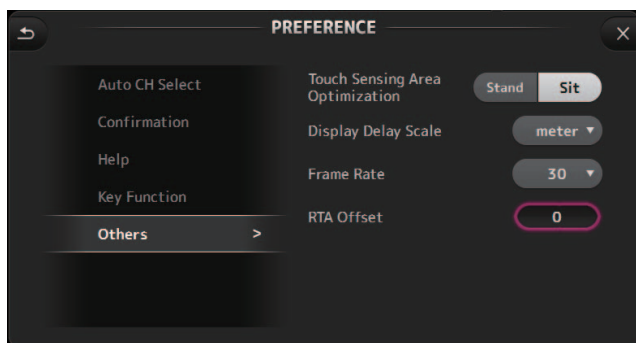 PREFERENCE
Auto CH Select
Confirmation
Help
Key Function
Others >
Touch Sensing Area
Optimization
Stand Sit
Display Delay Scale
meter
Frame Rate
30
RTA Offset
0